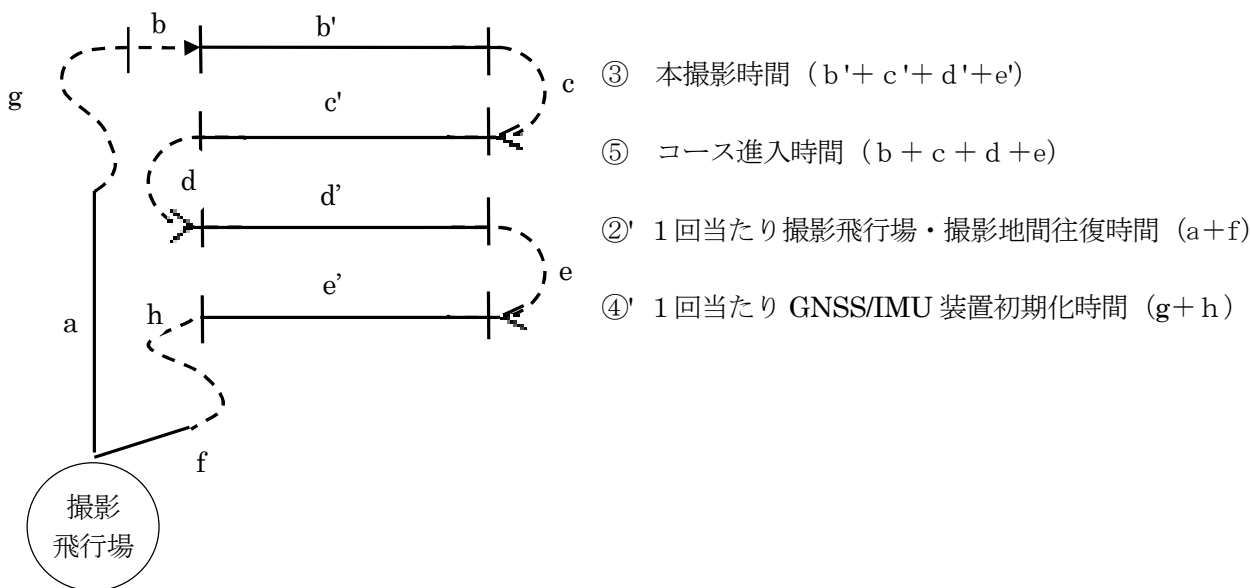 b
b'
c
g
c'
d
d’
e
e’
h
a
f
撮影
飛行場
③ 本撮影時間（ｂ'＋ｃ'＋ｄ'＋e'）
⑤ コース進入時間（ｂ＋ｃ＋ｄ＋e）
②' １回当たり撮影飛行場・撮影地間往復時間（a＋f）
④' １回当たり GNSS/IMU 装置初期化時間（g＋ｈ）